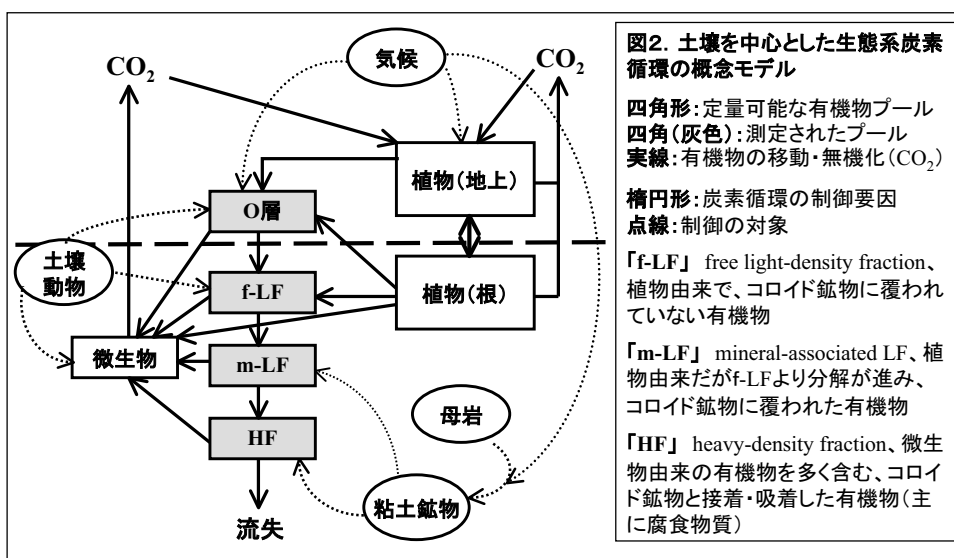 気候
CO2
CO2
植物(地上)
O層
土壌
動物
f-LF
植物(根)
微生物
m-LF
母岩
HF
粘土鉱物
流失
図2. 土壌を中心とした生態系炭素
循環の概念モデル
四角形:定量可能な有機物プール
四角(灰色):測定されたプール
実線:有機物の移動・無機化(CO2)
楕円形:炭素循環の制御要因
点線:制御の対象
「f-LF」 free light-density fraction、
植物由来で、コロイド鉱物に覆われ
ていない有機物
「m-LF」 mineral-associated LF、植
物由来だがf-LFより分解が進み、
コロイド鉱物に覆われた有機物
「HF」 heavy-density fraction、微生
物由来の有機物を多く含む、コロイ
ド鉱物と接着・吸着した有機物(主
に腐食物質)